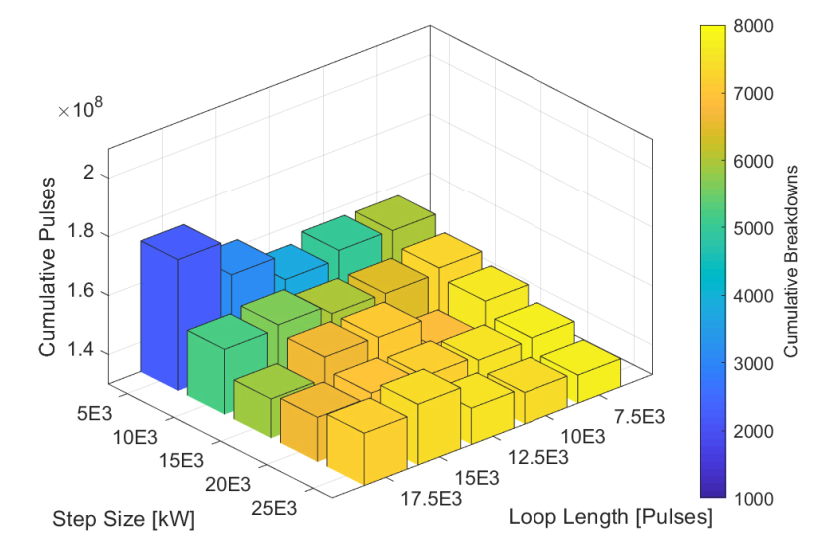 ×10⁸
2
1.8
1.6
1.4
Cumulative Pulses
5E3
10E3
15E3
20E3
25E3
Step Size [kW]
17.5E3
15E3
12.5E3
10E3
7.5E3
Loop Length [Pulses]
8000
7000
6000
5000
4000
3000
2000
1000
Cumulative Breakdowns